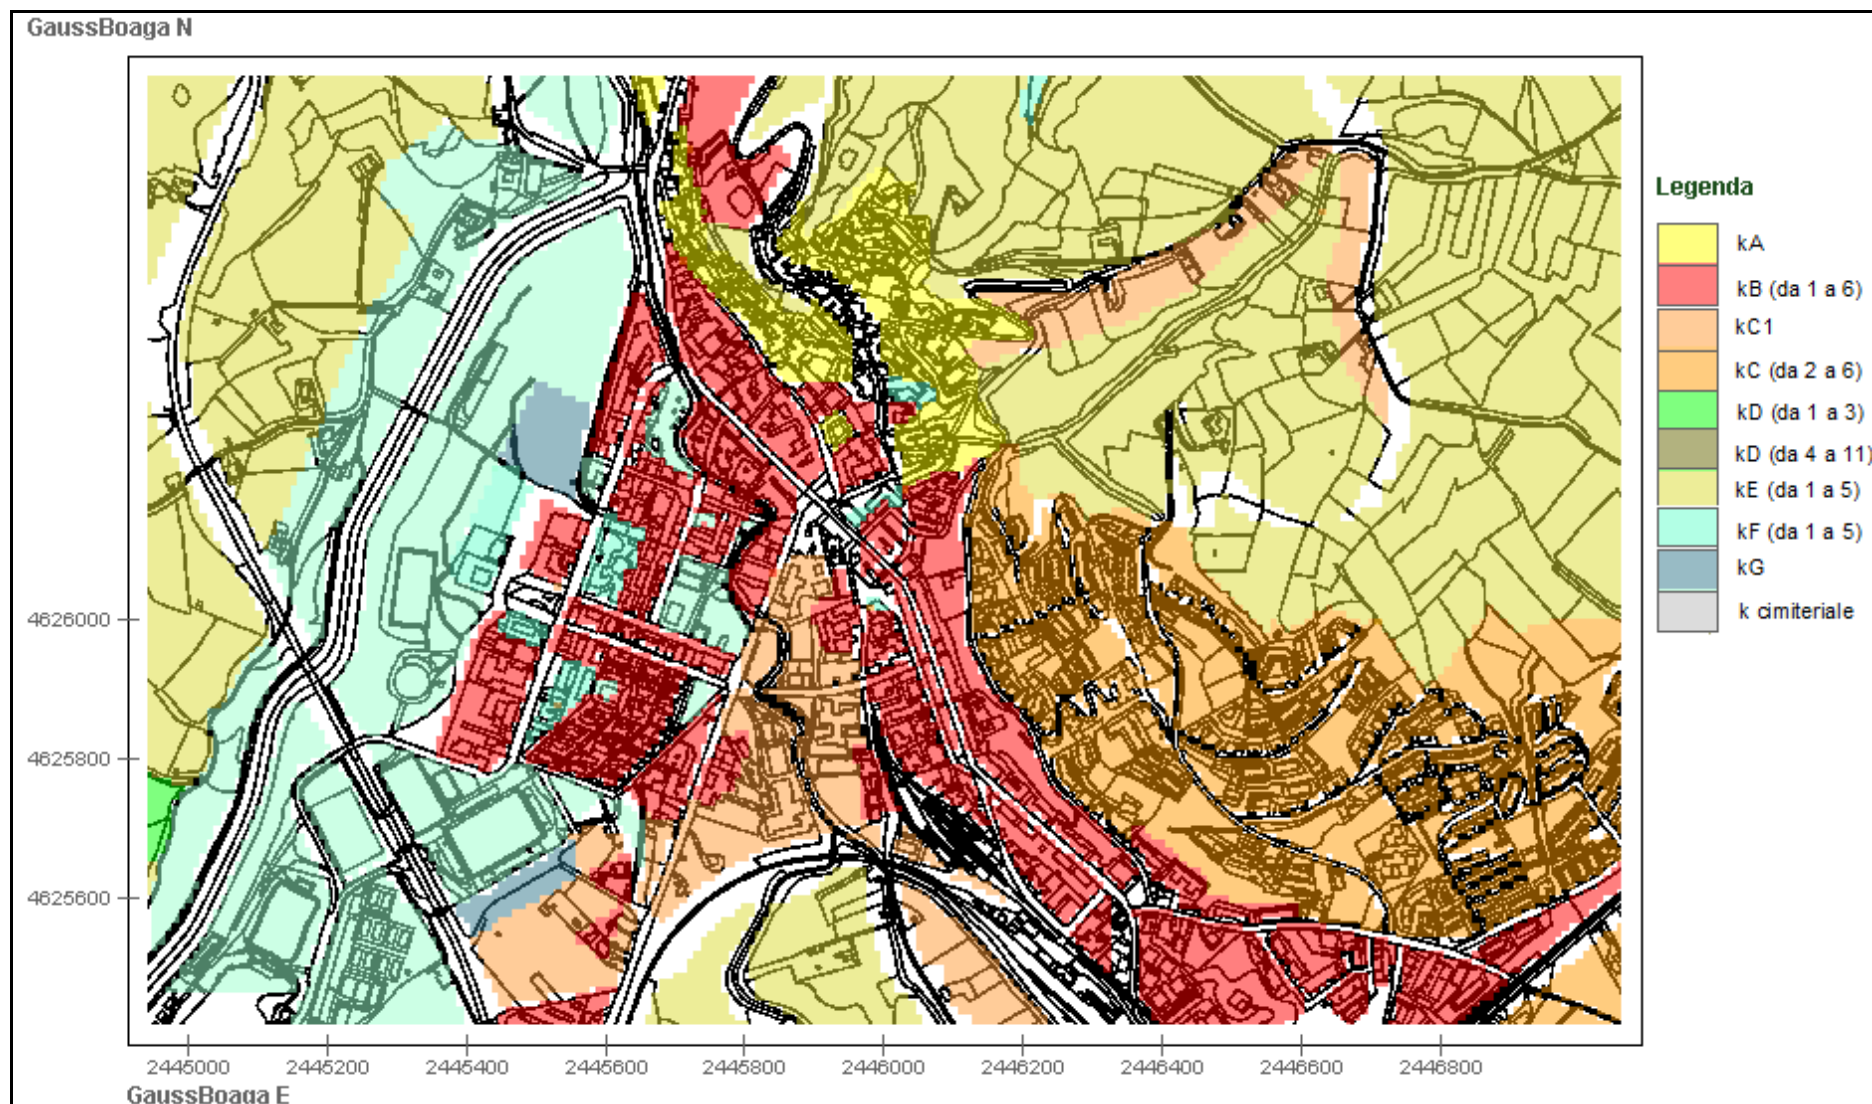 GaussBoaga N
Legenda
kA
kB (da 1 a 6)
kC1
kC (da 2 a 6)
kD (da 1 a 3)
kD (da 4 a 11)
kE (da 1 a 5)
kF (da 1 a 5)
kG
k cimiteriale
4626000
4625800
4625600
2445000 2445200 2445400 2445600 2445800 2446000 2446200 2446400 2446600 2446800
GaussBoaga E